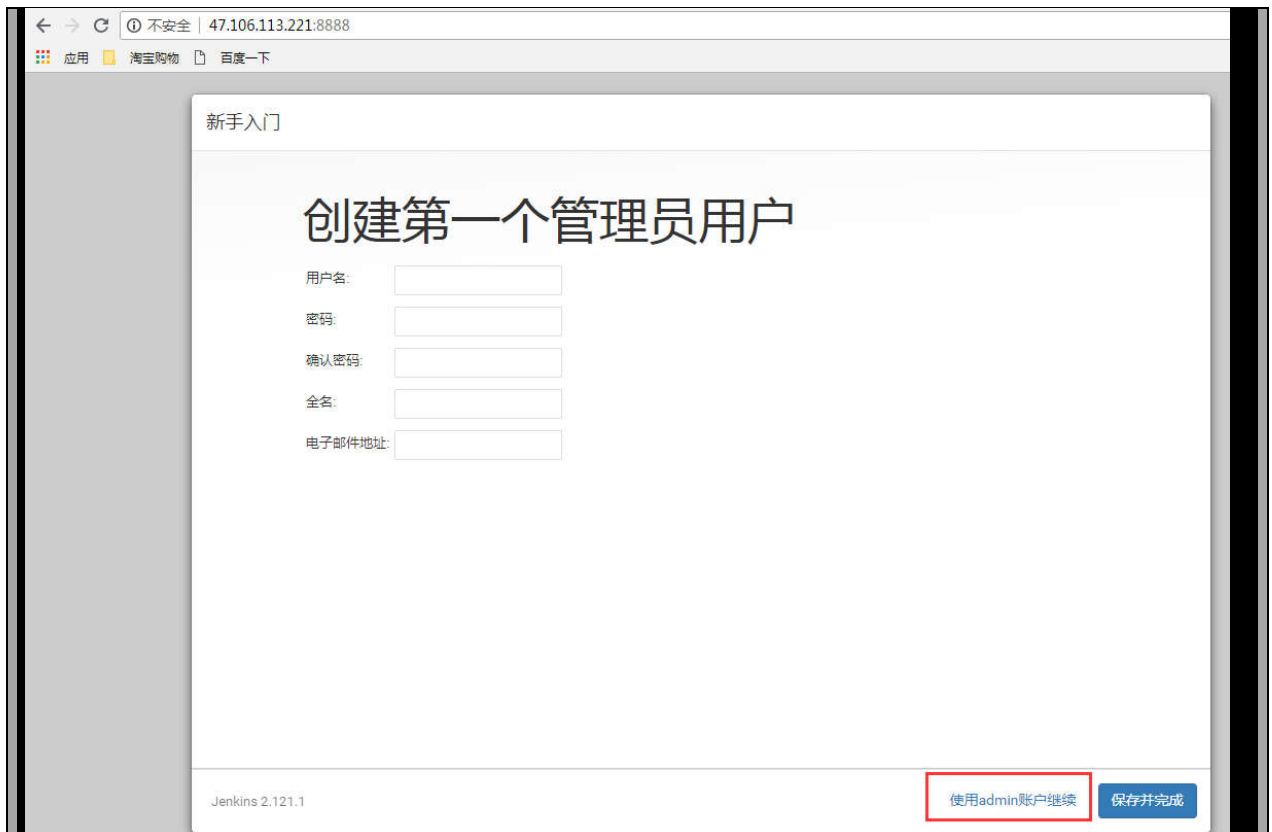 不安全 | 47.106.113.221:8888
应用 淘宝购物 百度一下
新手入门
创建第一个管理员用户
用户名:
密码:
确认密码:
全名:
电子邮件地址:
Jenkins 2.121.1 使用admin账户继续 保存并完成